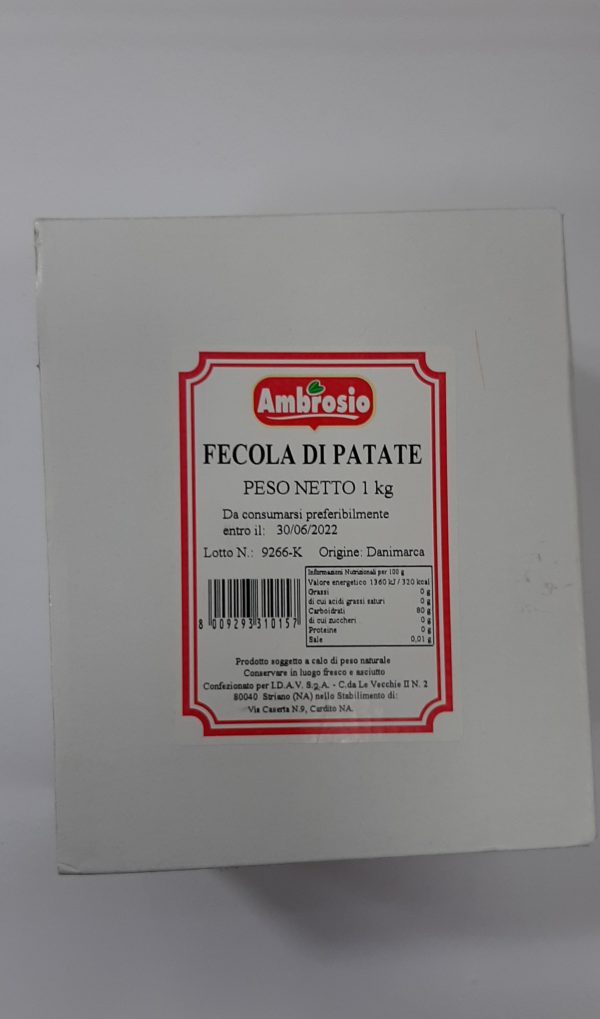 Ambrosio
FECOLA DI PATATE
PESO NETTO 1 kg
Da consumarsi preferibilmente
entro il: 30/06/2022
Lotto N.: 9266-K Origine: Danimarca
Informazioni Nutrizionali per 100 g
Valore energetico 1360 kJ / 320 kcal
Grassi 0 g
di cui acidi grassi saturi 0 g
Carboidrati 80 g
di cui zuccheri 0 g
Proteine 0 g
Sale 0,01 g
8 009293 310157
Prodotto soggetto a calo di peso naturale
Conservare in luogo fresco e asciutto
Confezionato per I.D.A.V. S.p.A. - C.da Le Vecchie II N. 2
80040 Striano (NA) nello Stabilimento di:
Via Caserta N.9, Cardito NA.